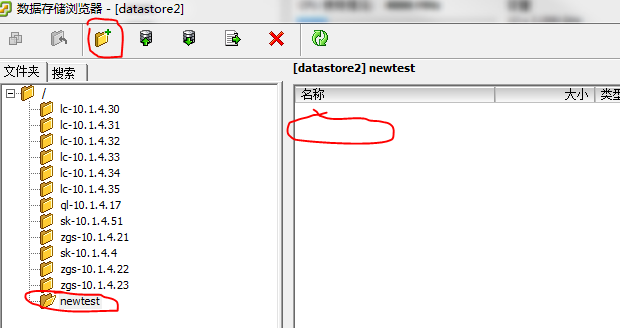 数据存储浏览器 - [datastore2]
文件夹 搜索
[datastore2] newtest
/
名称 大小 类型
lc-10.1.4.30
lc-10.1.4.31
lc-10.1.4.32
lc-10.1.4.33
lc-10.1.4.34
lc-10.1.4.35
ql-10.1.4.17
sk-10.1.4.51
zgs-10.1.4.21
sk-10.1.4.4
zgs-10.1.4.22
zgs-10.1.4.23
newtest